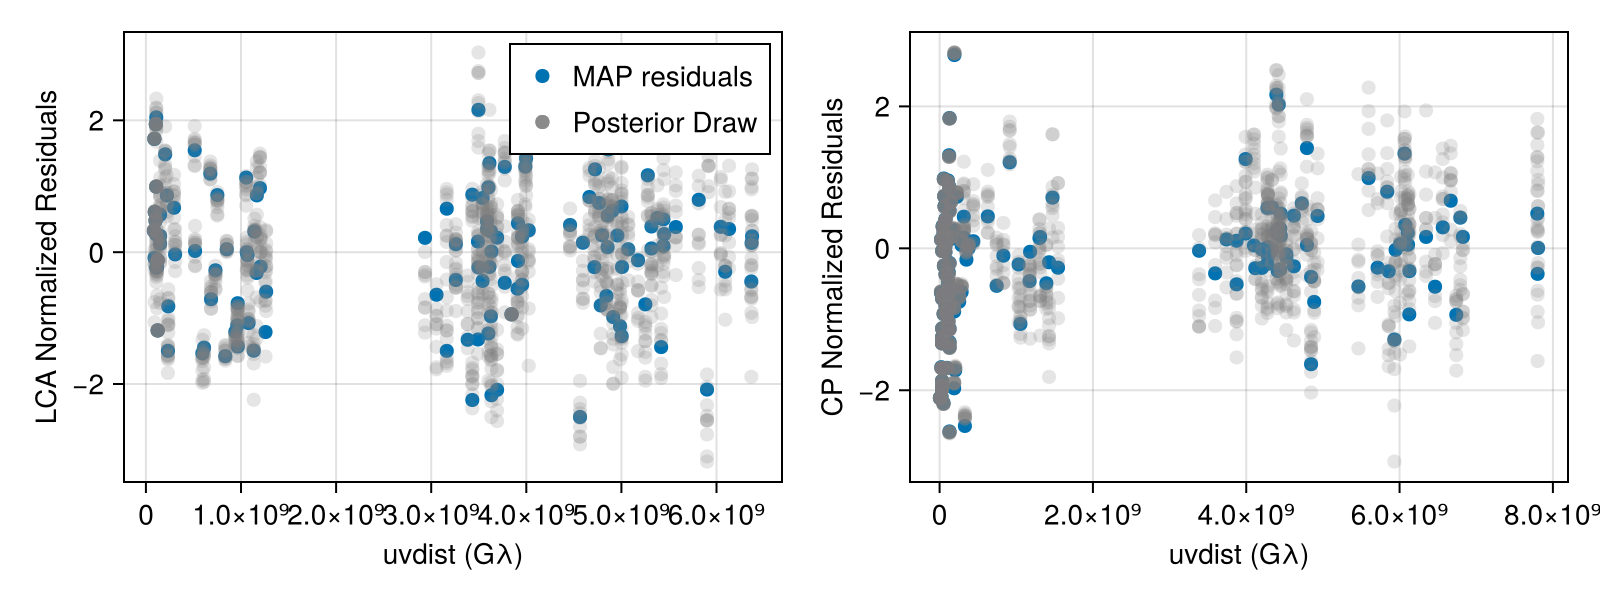 LCA Normalized Residuals
2
0
−2
MAP residuals
Posterior Draw
0 1.0×10⁹ 2.0×10⁹ 3.0×10⁹ 4.0×10⁹ 5.0×10⁹ 6.0×10⁹
uvdist (Gλ)
CP Normalized Residuals
2
0
−2
0 2.0×10⁹ 4.0×10⁹ 6.0×10⁹ 8.0×10⁹
uvdist (Gλ)